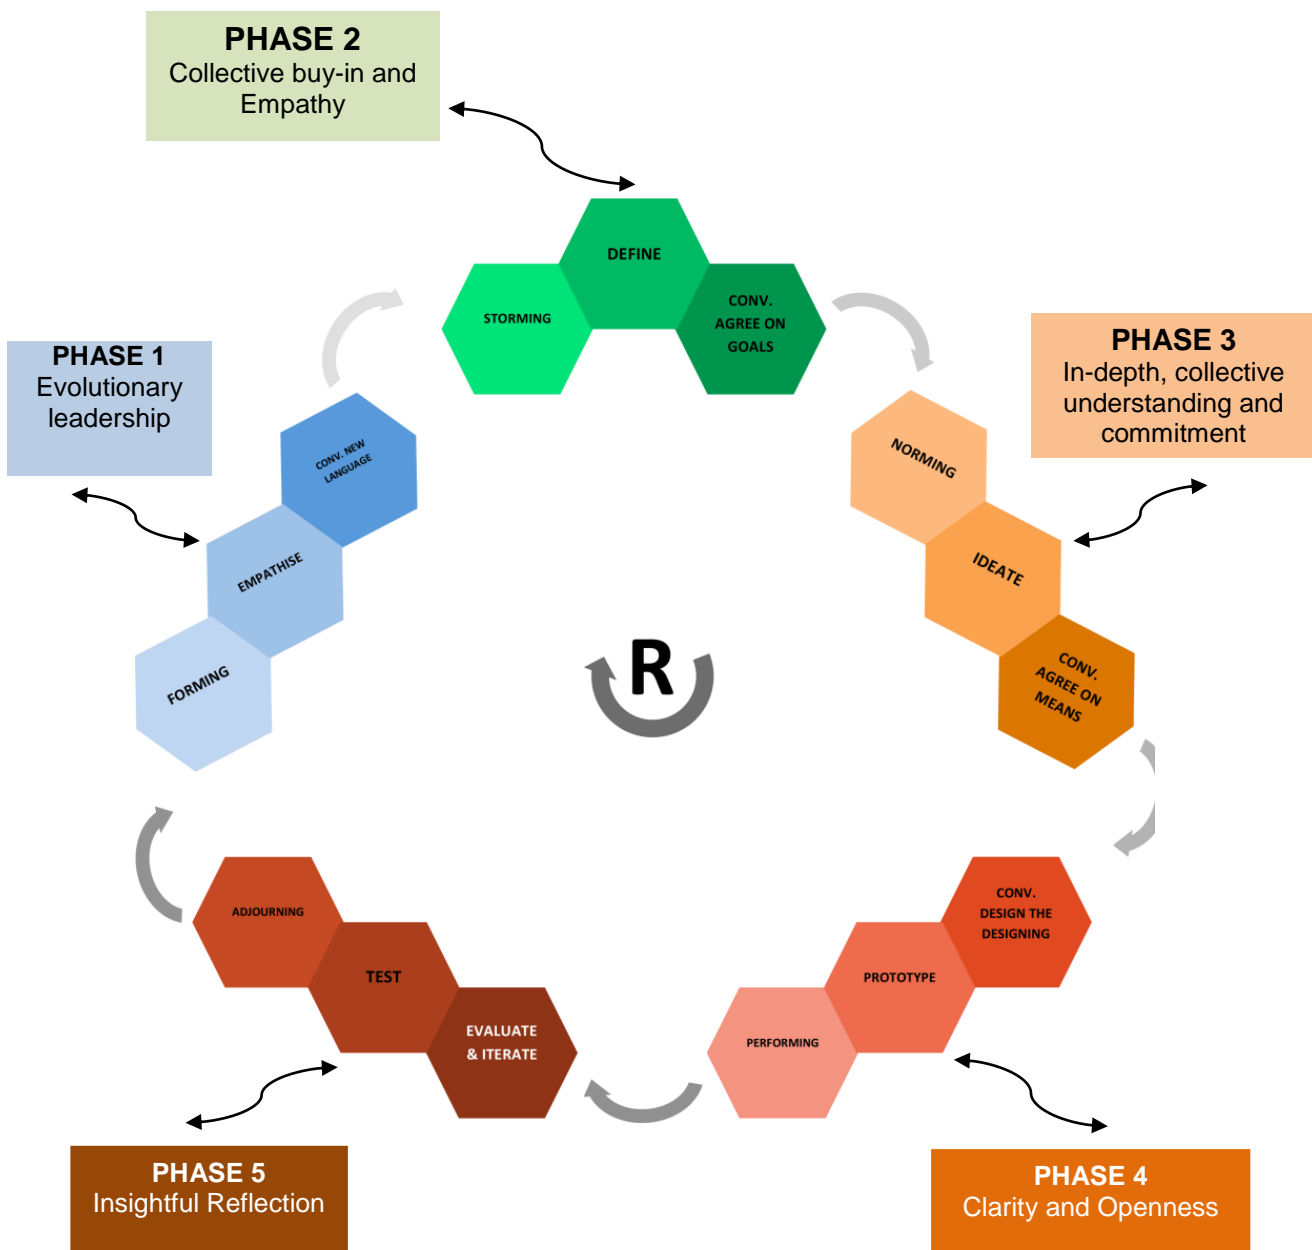 PHASE 2
Collective buy-in and
Empathy
DEFINE
STORMING
CONV.
AGREE ON
GOALS
PHASE 1
Evolutionary
leadership
CONV. NEW
LANGUAGE
EMPATHISE
FORMING
PHASE 3
In-depth, collective
understanding and
commitment
NORMING
IDEATE
CONV.
AGREE ON
MEANS
R
ADJOURNING
TEST
EVALUATE
& ITERATE
CONV.
DESIGN THE
DESIGNING
PROTOTYPE
PERFORMING
PHASE 5
Insightful Reflection
PHASE 4
Clarity and Openness